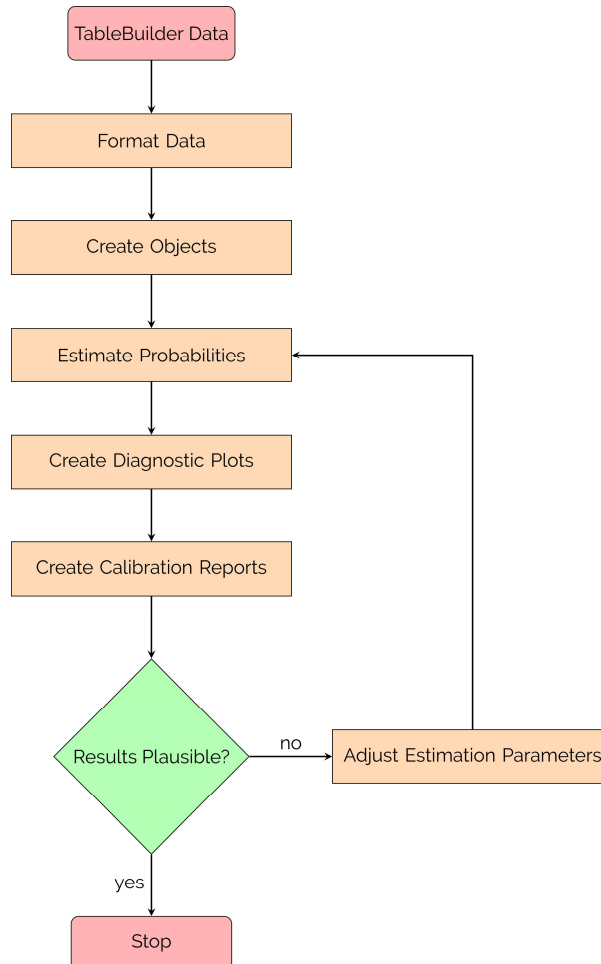 TableBuilder Data
Format Data
Create Objects
Estimate Probabilities
Create Diagnostic Plots
Create Calibration Reports
Results Plausible?
no
Adjust Estimation Parameters
yes
Stop